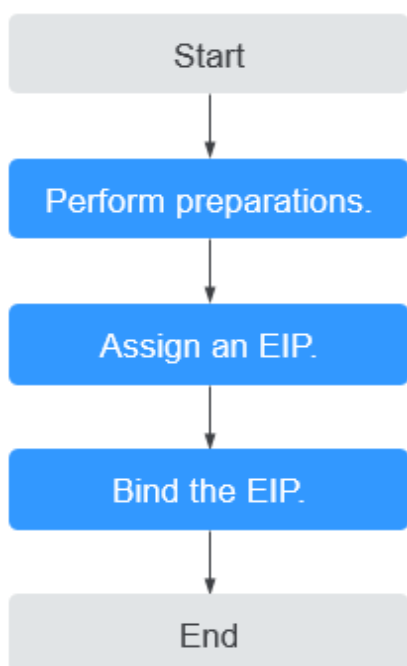 Start
Perform preparations.
Assign an EIP.
Bind the EIP.
End